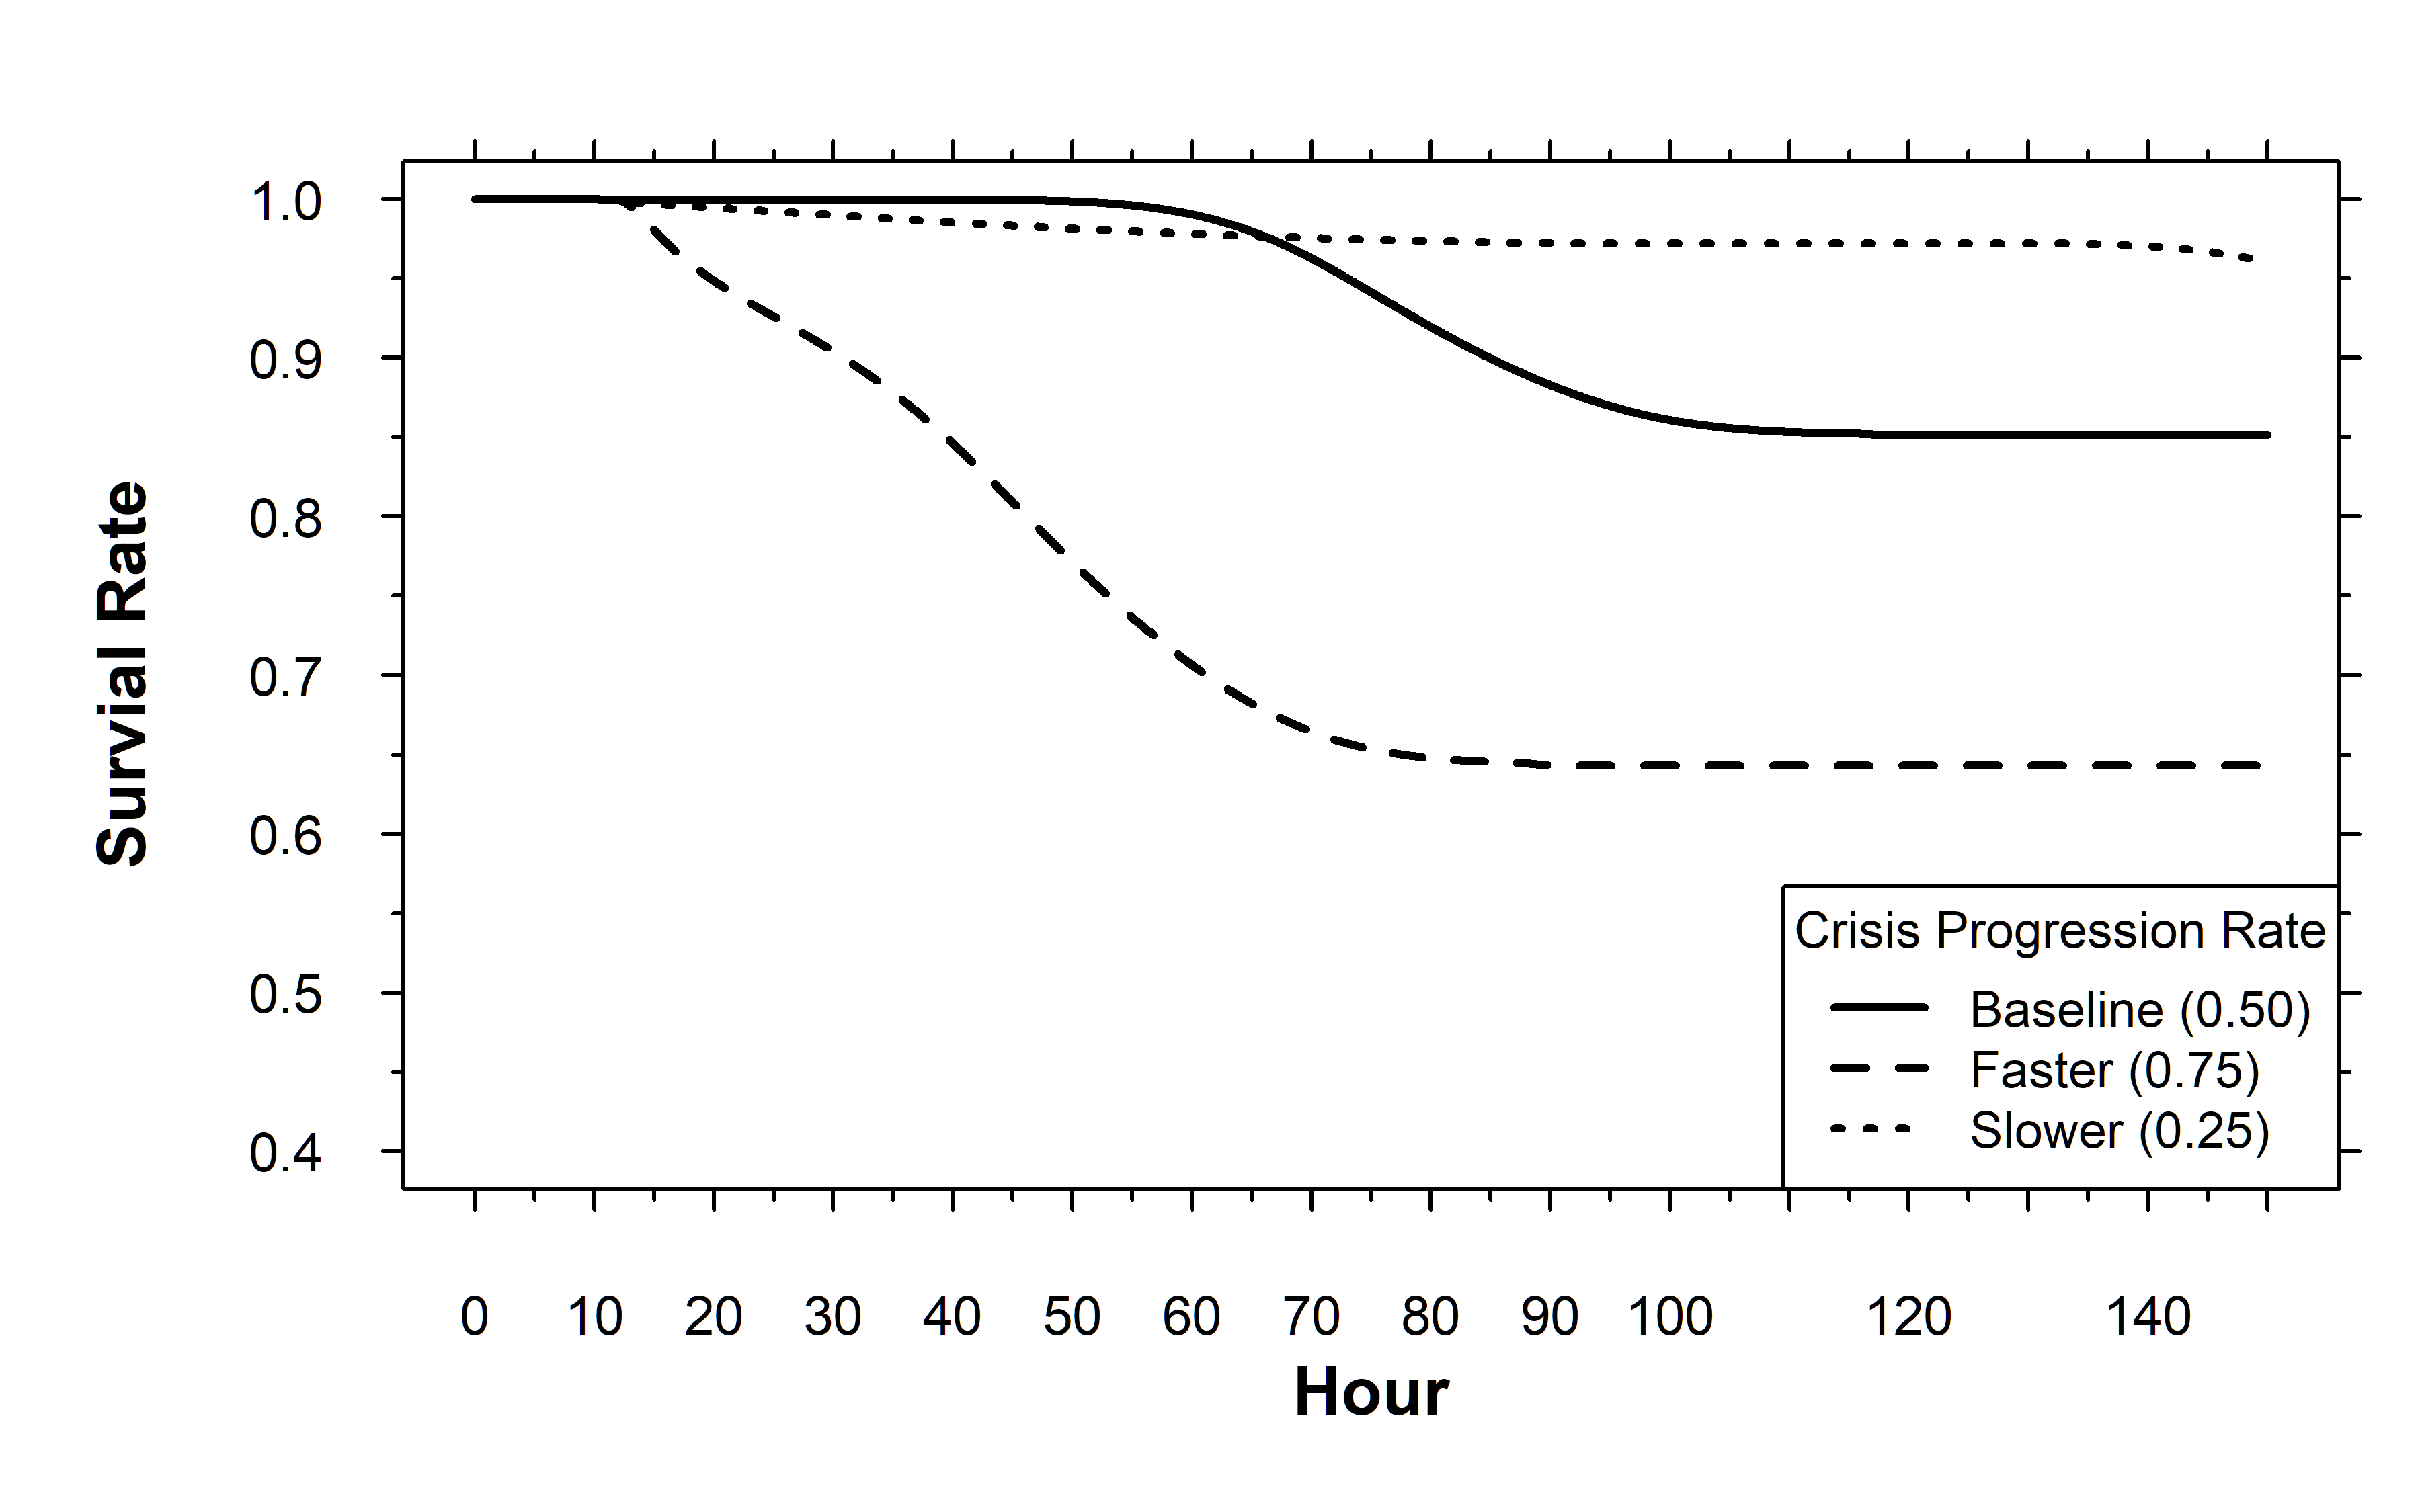 Survial Rate
1.0
0.9
0.8
0.7
0.6
0.5
0.4
Crisis Progression Rate
Baseline (0.50)
Faster (0.75)
Slower (0.25)
0 10 20 30 40 50 60 70 80 90 100 120 140
Hour